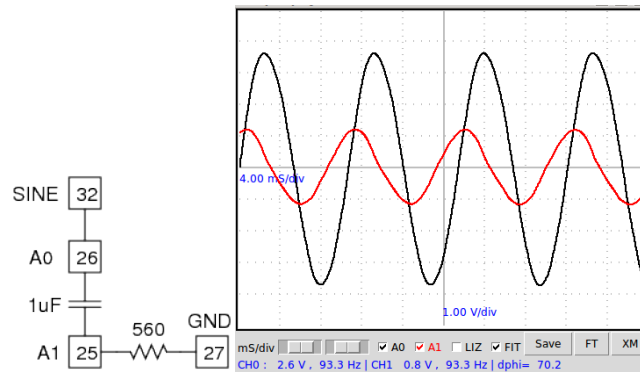 SINE 32
A0 26
1uF
A1 25
560
GND
27
4.00 mS/div
1.00 V/div
mS/div A0 A1 LIZ FIT Save FT XM
CH0 : 2.6 V , 93.3 Hz | CH1 0.8 V , 93.3 Hz | dphi= 70.2